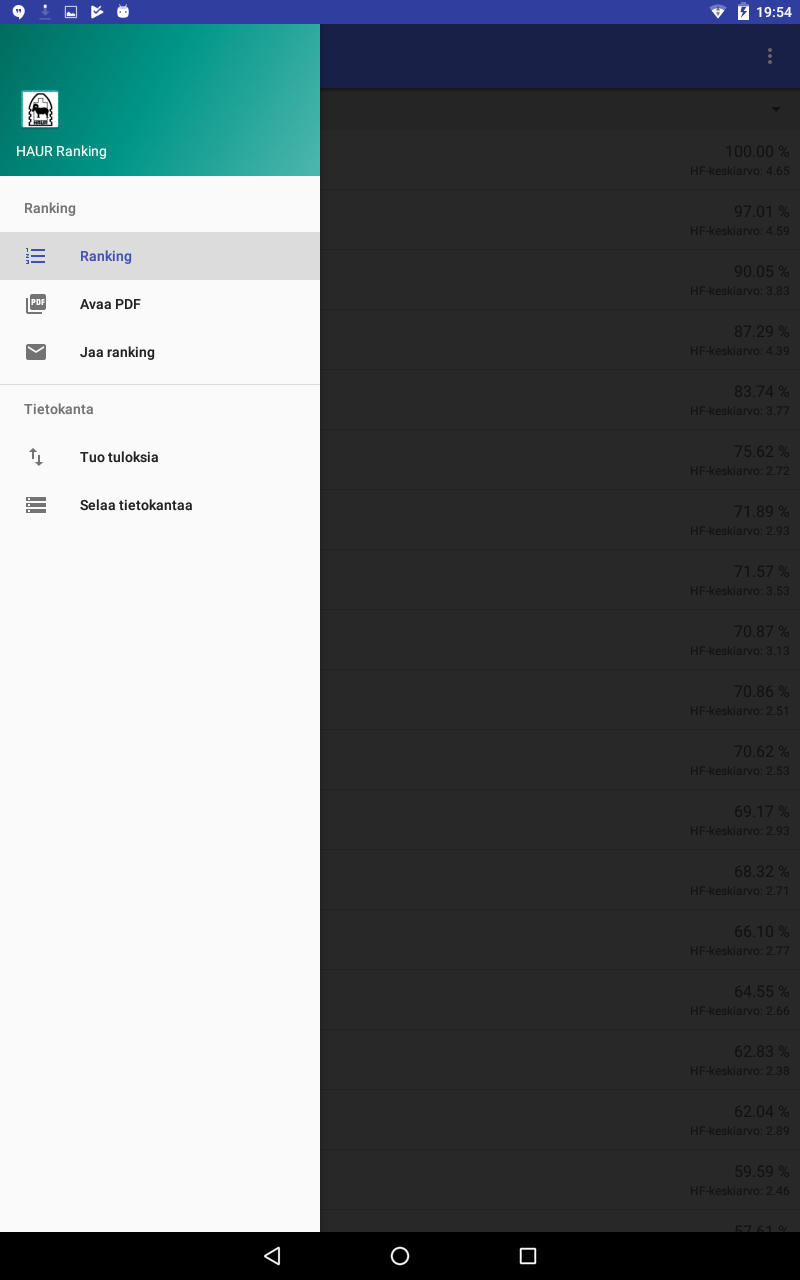 19:54
HAUR
HAUR Ranking
Ranking
Ranking
PDF
Avaa PDF
Jaa ranking
Tietokanta
Tuo tuloksia
Selaa tietokantaa
100.00 %
HF-keskiarvo: 4.65
97.01 %
HF-keskiarvo: 4.59
90.05 %
HF-keskiarvo: 3.83
87.29 %
HF-keskiarvo: 4.39
83.74 %
HF-keskiarvo: 3.77
75.62 %
HF-keskiarvo: 2.72
71.89 %
HF-keskiarvo: 2.93
71.57 %
HF-keskiarvo: 3.53
70.87 %
HF-keskiarvo: 3.13
70.86 %
HF-keskiarvo: 2.51
70.62 %
HF-keskiarvo: 2.53
69.17 %
HF-keskiarvo: 2.93
68.32 %
HF-keskiarvo: 2.71
66.10 %
HF-keskiarvo: 2.77
64.55 %
HF-keskiarvo: 2.66
62.83 %
HF-keskiarvo: 2.38
62.04 %
HF-keskiarvo: 2.89
59.59 %
HF-keskiarvo: 2.46
57.61 %